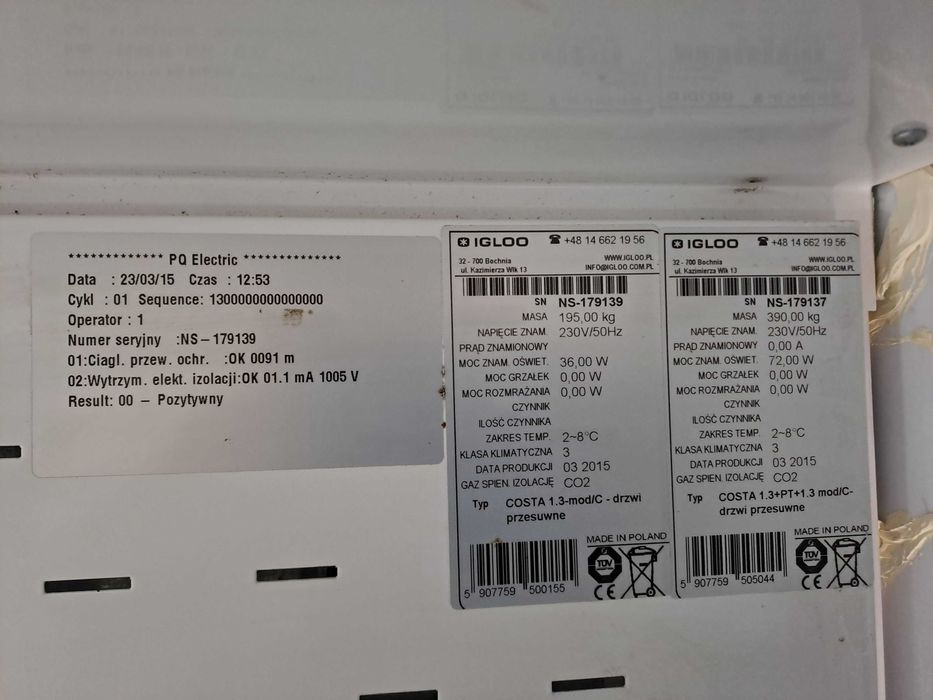 ************* PQ Electric **************
Data : 23/03/15 Czas : 12:53
Cykl : 01 Sequence: 1300000000000000
Operator : 1
Numer seryjny :NS-179139
01:Ciagl. przew. ochr. :OK 0091 m
02:Wytrzym. elekt. izolacji:OK 01.1 mA 1005 V
Result: 00 – Pozytywny
IGLOO ☎ +48 14 662 19 56
32 - 700 Bochnia WWW.IGLOO.PL
ul. Kazimierza Wlk 13 INFO@IGLOO.COM.PL
SN NS-179139
MASA 195,00 kg
NAPIĘCIE ZNAM. 230V/50Hz
PRĄD ZNAMIONOWY
MOC ZNAM. OŚWIET. 36,00 W
MOC GRZAŁEK 0,00 W
MOC ROZMRAŻANIA 0,00 W
CZYNNIK
ILOŚĆ CZYNNIKA
ZAKRES TEMP. 2~8°C
KLASA KLIMATYCZNA 3
DATA PRODUKCJI 03 2015
GAZ SPIEN. IZOLACJĘ CO2
Typ COSTA 1.3-mod/C - drzwi
przesuwne
MADE IN POLAND
TÜV
CE
5 907759 500155
IGLOO ☎ +48 14 662 19 56
32 - 700 Bochnia WWW.IGLOO.PL
ul. Kazimierza Wlk 13 INFO@IGLOO.COM.PL
SN NS-179137
MASA 390,00 kg
NAPIĘCIE ZNAM. 230V/50Hz
PRĄD ZNAMIONOWY 0,00 A
MOC ZNAM. OŚWIET. 72,00 W
MOC GRZAŁEK 0,00 W
MOC ROZMRAŻANIA 0,00 W
CZYNNIK
ILOŚĆ CZYNNIKA
ZAKRES TEMP. 2~8°C
KLASA KLIMATYCZNA 3
DATA PRODUKCJI 03 2015
GAZ SPIEN. IZOLACJĘ CO2
Typ COSTA 1.3+PT+1.3 mod/C-
drzwi przesuwne
MADE IN POLAND
TÜV
CE
5 907759 505044